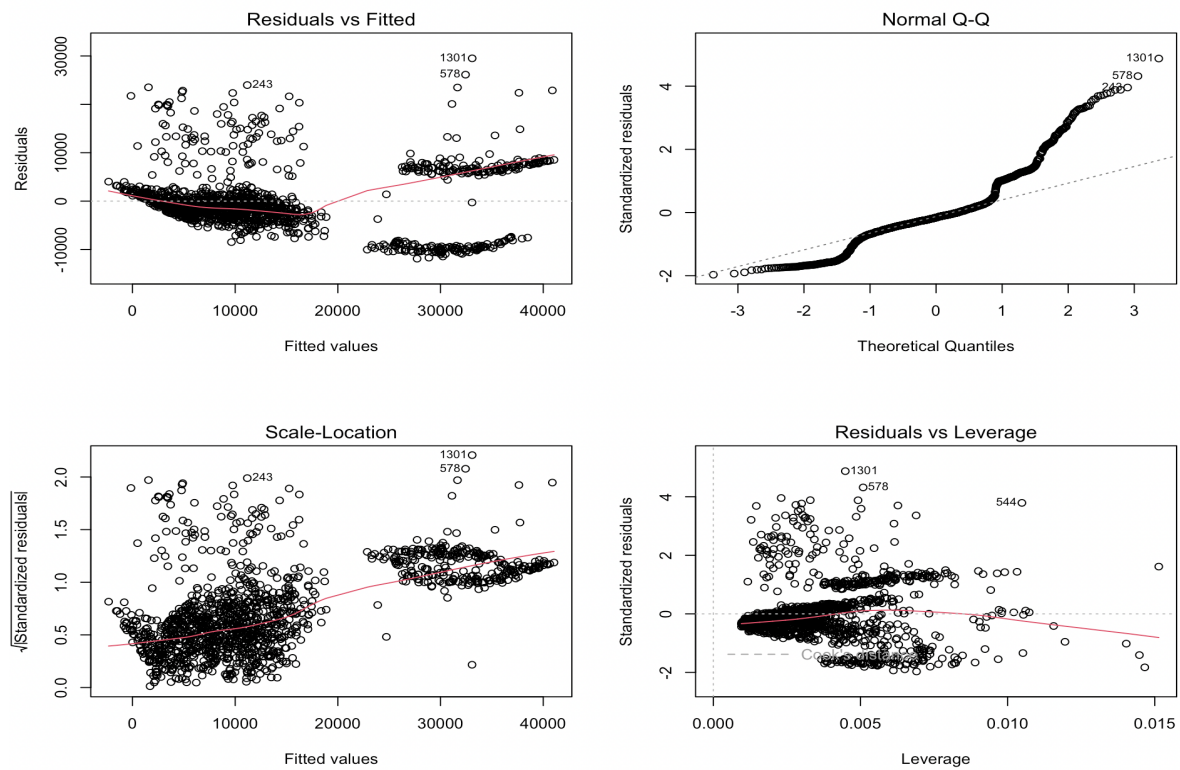 Residuals vs Fitted
Residuals
30000
10000
0
-10000
1301
578
243
0 10000 20000 30000 40000
Fitted values
Normal Q-Q
Standardized residuals
4
2
0
-2
1301
578
243
-3 -2 -1 0 1 2 3
Theoretical Quantiles
Scale-Location
√|Standardized residuals|
2.0
1.5
1.0
0.5
0.0
1301
578
243
0 10000 20000 30000 40000
Fitted values
Residuals vs Leverage
Standardized residuals
4
2
0
-2
1301
578
544
Cook's distance
0.000 0.005 0.010 0.015
Leverage